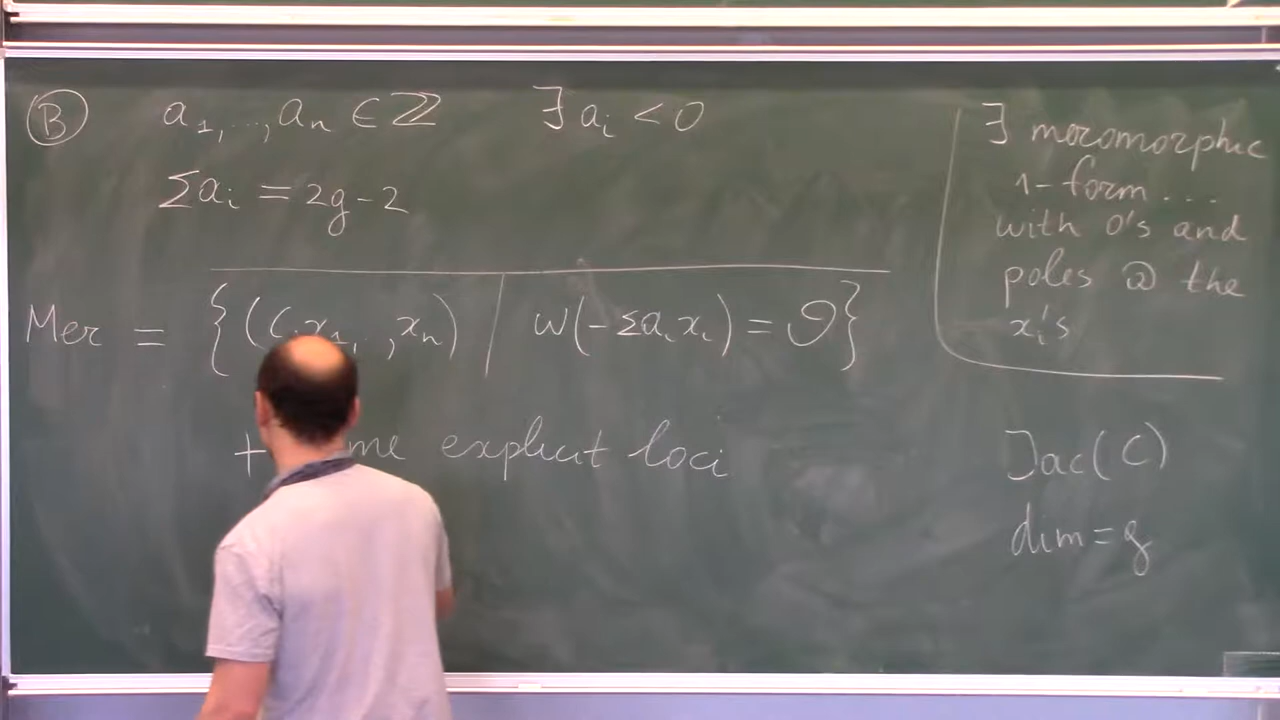 Ⓑ a₁,..,aₙ ∈ ℤ ∃ aᵢ < 0
Σaᵢ = 2g-2
Mer = {(C, x₁,..,xₙ) | ω(-Σaᵢxᵢ) = 𝒪}
+ explicit loci
∃ meromorphic
1-form...
with 0's and
poles @ the
xᵢ's
Jac(C)
dim = g